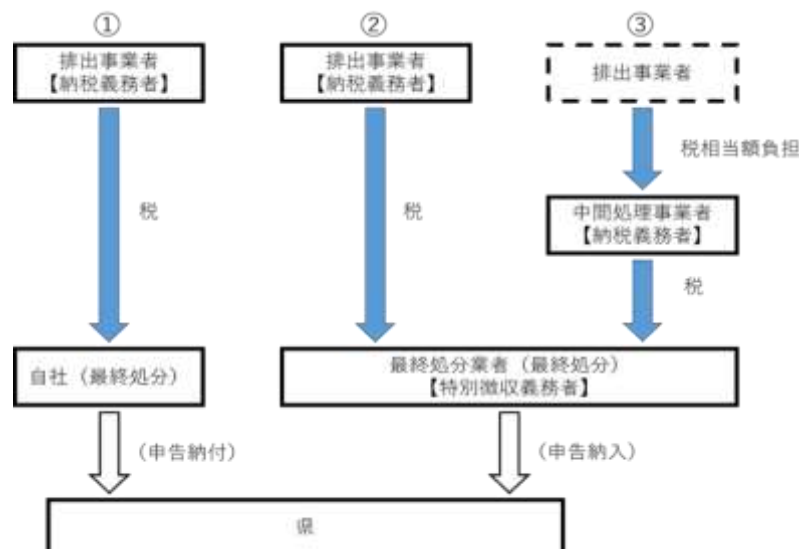 ①
②
③
排出事業者
【納税義務者】
排出事業者
【納税義務者】
排出事業者
税相当額負担
中間処理事業者
【納税義務者】
税
税
税
自社（最終処分）
最終処分業者（最終処分）
【特別徴収義務者】
（申告納付）
（申告納入）
県